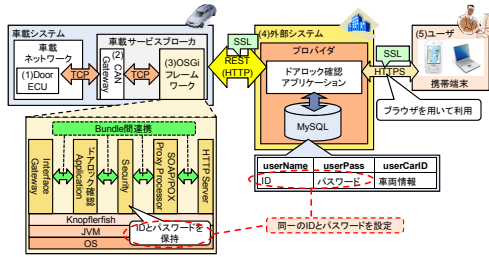 車載システム
車載
ネットワーク
(1)Door
ECU
TCP
車載サービスブローカ
(2)CAN
Gateway
TCP
(3)OSGi
フレーム
ワーク
SSL
REST
(HTTP)
(4)外部システム
プロバイダ
ドアロック確認
アプリケーション
MySQL
SSL
HTTPS
(5)ユーザ
携帯端末
ブラウザを用いて利用
userName
userPass
userCarID
ID
パスワード
車両情報
Bundle間連携
Interface
Gateway
ドアロック確認
Application
Security
SOAP/POX
Proxy Processor
HTTP Server
Knopflerfish
JVM
OS
IDとパスワードを
保持
同一のIDとパスワードを設定